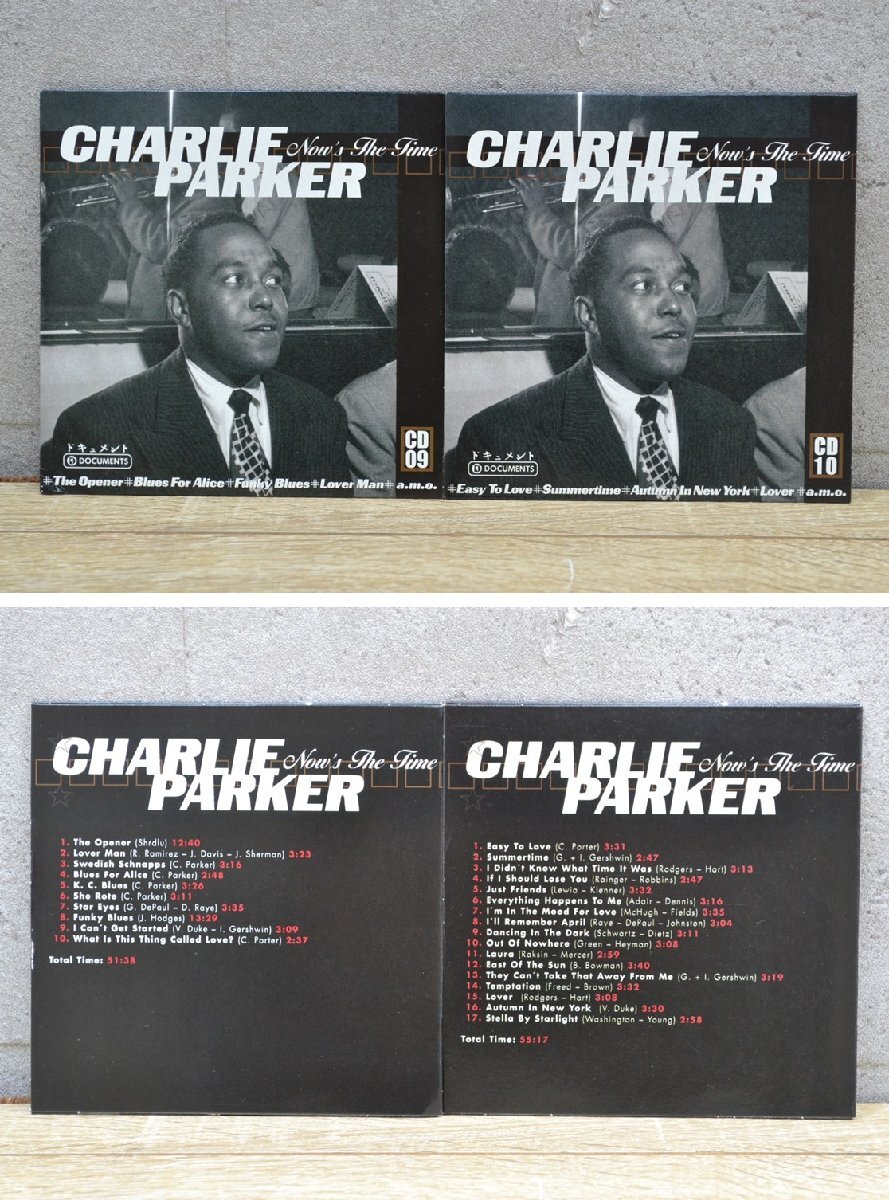 CHARLIE Now's The Time
PARKER
ドキュメント
DOCUMENTS
CD
09
#The Opener#Blues For Alice#Funky Blues#Lover Man#a.m.o.
CHARLIE Now's The Time
PARKER
ドキュメント
DOCUMENTS
CD
10
#Easy To Love#Summertime#Autumn In New York#Lover #a.m.o.
CHARLIE Now's The Time
PARKER
1. The Opener (Shrdlu) 12:40
2. Lover Man (R. Ramirez – J. Davis – J. Sherman) 3:23
3. Swedish Schnapps (C. Parker) 3:16
4. Blues For Alice (C. Parker) 2:48
5. K. C. Blues (C. Parker) 3:26
6. She Rote (C. Parker) 3:11
7. Star Eyes (G. DePaul – D. Raye) 3:35
8. Funky Blues (J. Hodges) 13:29
9. I Can't Get Started (V. Duke – I. Gershwin) 3:09
10. What Is This Thing Called Love? (C. Porter) 2:37
Total Time: 51:38
CHARLIE Now's The Time
PARKER
1. Easy To Love (C. Porter) 3:31
2. Summertime (G. + I. Gershwin) 2:47
3. I Didn't Know What Time It Was (Rodgers – Hart) 3:13
4. If I Should Lose You (Rainger – Robbins) 2:47
5. Just Friends (Lewis – Klenner) 3:32
6. Everything Happens To Me (Adair – Dennis) 3:16
7. I'm In The Mood For Love (McHugh – Fields) 3:35
8. I'll Remember April (Raye – DePaul – Johnston) 3:04
9. Dancing In The Dark (Schwartz – Dietz) 3:11
10. Out Of Nowhere (Green – Heyman) 3:08
11. Laura (Raksin – Mercer) 2:59
12. East Of The Sun (B. Bowman) 3:40
13. They Can't Take That Away From Me (G. + I. Gershwin) 3:19
14. Temptation (Freed – Brown) 3:32
15. Lover (Rodgers – Hart) 3:08
16. Autumn In New York (V. Duke) 3:30
17. Stella By Starlight (Washington – Young) 2:58
Total Time: 55:17